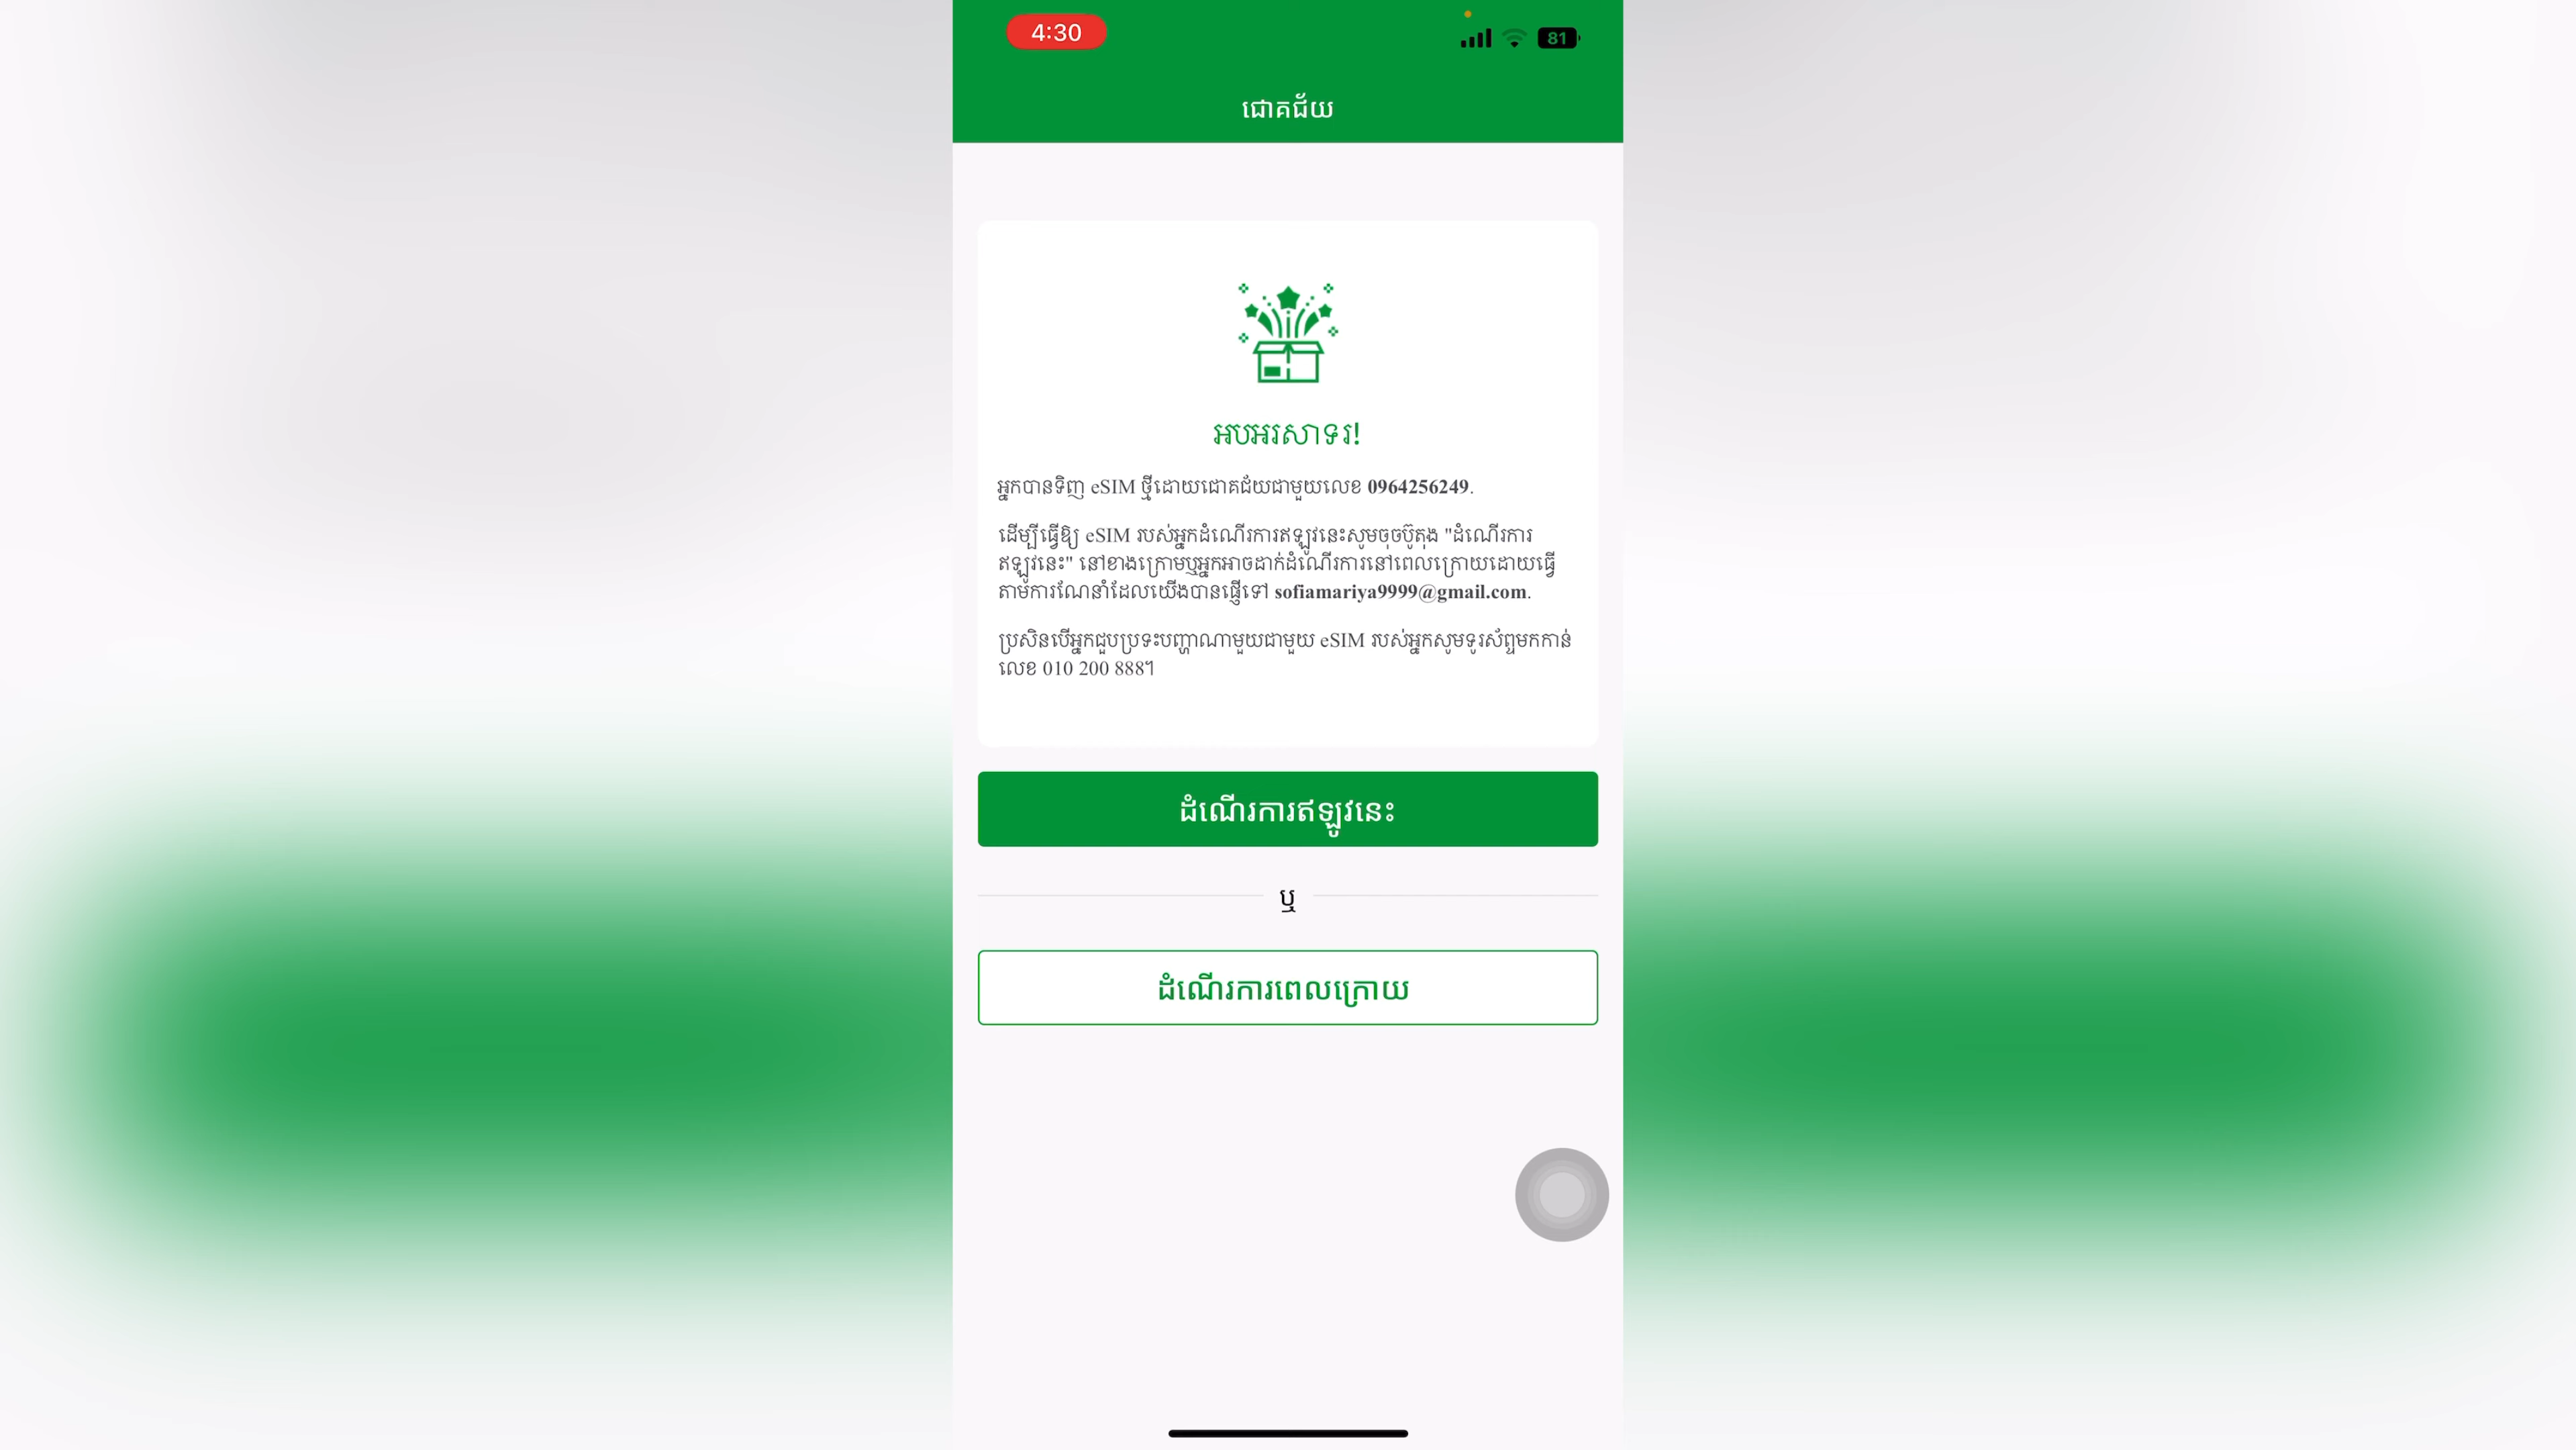 4:30
81
ជោគជ័យ
អបអរសាទរ!
អ្នកបានទិញ eSIM ថ្មីដោយជោគជ័យជាមួយលេខ 0964256249.
ដើម្បីធ្វើឱ្យ eSIM របស់អ្នកដំណើរការឥឡូវនេះសូមចុចប៊ូតុង "ដំណើរការ
ឥឡូវនេះ" នៅខាងក្រោមឬអ្នកអាចដាក់ដំណើរការនៅពេលក្រោយដោយធ្វើ
តាមការណែនាំដែលយើងបានផ្ញើទៅ sofiamariya9999@gmail.com.
ប្រសិនបើអ្នកជួបប្រទះបញ្ហាណាមួយជាមួយ eSIM របស់អ្នកសូមទូរស័ព្ទមកកាន់
លេខ 010 200 888។
ដំណើរការឥឡូវនេះ
ឬ
ដំណើរការពេលក្រោយ